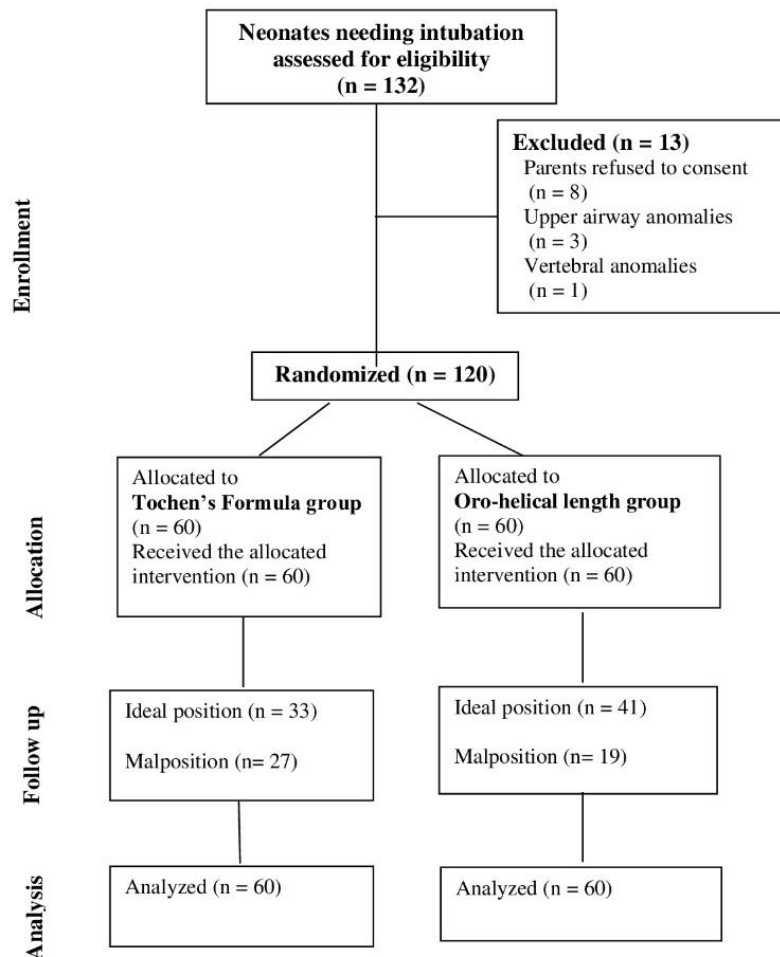 Neonates needing intubation
assessed for eligibility
(n = 132)
Excluded (n = 13)
Parents refused to consent
(n = 8)
Upper airway anomalies
(n = 3)
Vertebral anomalies
(n = 1)
Enrollment
Randomized (n = 120)
Allocated to
Tochen’s Formula group
(n = 60)
Received the allocated
intervention (n = 60)
Allocated to
Oro-helical length group
(n = 60)
Received the allocated
intervention (n = 60)
Allocation
Ideal position (n = 33)
Malposition (n= 27)
Ideal position (n = 41)
Malposition (n= 19)
Follow up
Analyzed (n = 60)
Analyzed (n = 60)
Analysis